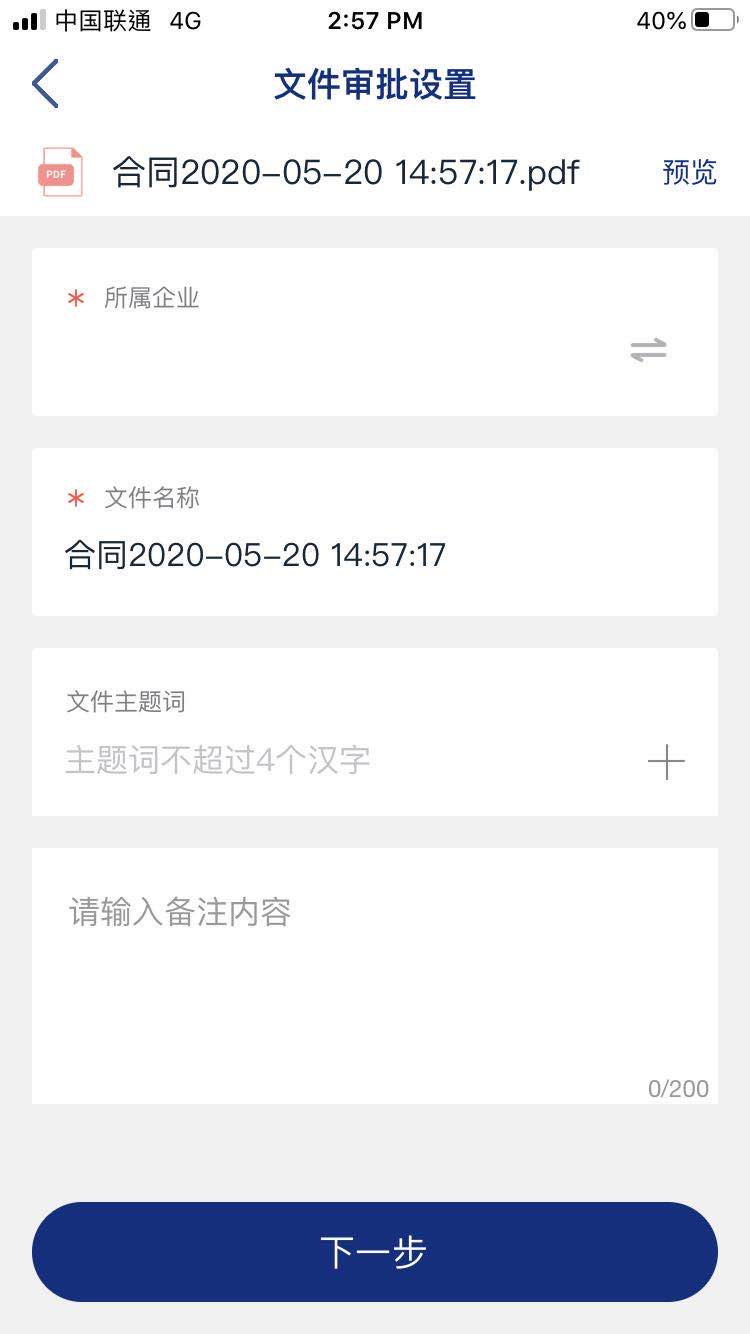 中国联通 4G 2:57 PM 40%
文件审批设置
PDF 合同2020-05-20 14:57:17.pdf 预览
* 所属企业
* 文件名称
合同2020-05-20 14:57:17
文件主题词
主题词不超过4个汉字
请输入备注内容
0/200
下一步